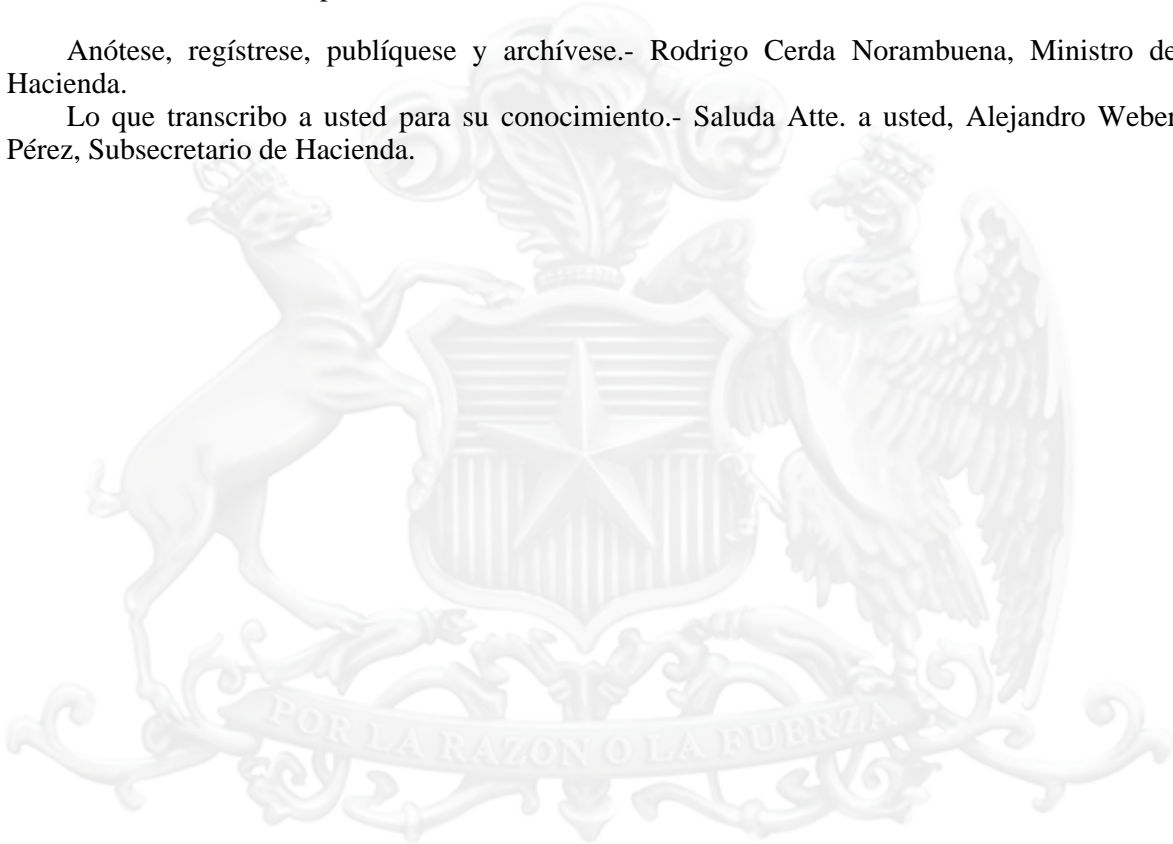 Anótese, regístrese, publíquese y archívese.- Rodrigo Cerda Norambuena, Ministro de
Hacienda.
Lo que transcribo a usted para su conocimiento.- Saluda Atte. a usted, Alejandro Weber
Pérez, Subsecretario de Hacienda.
POR LA RAZON O LA FUERZA